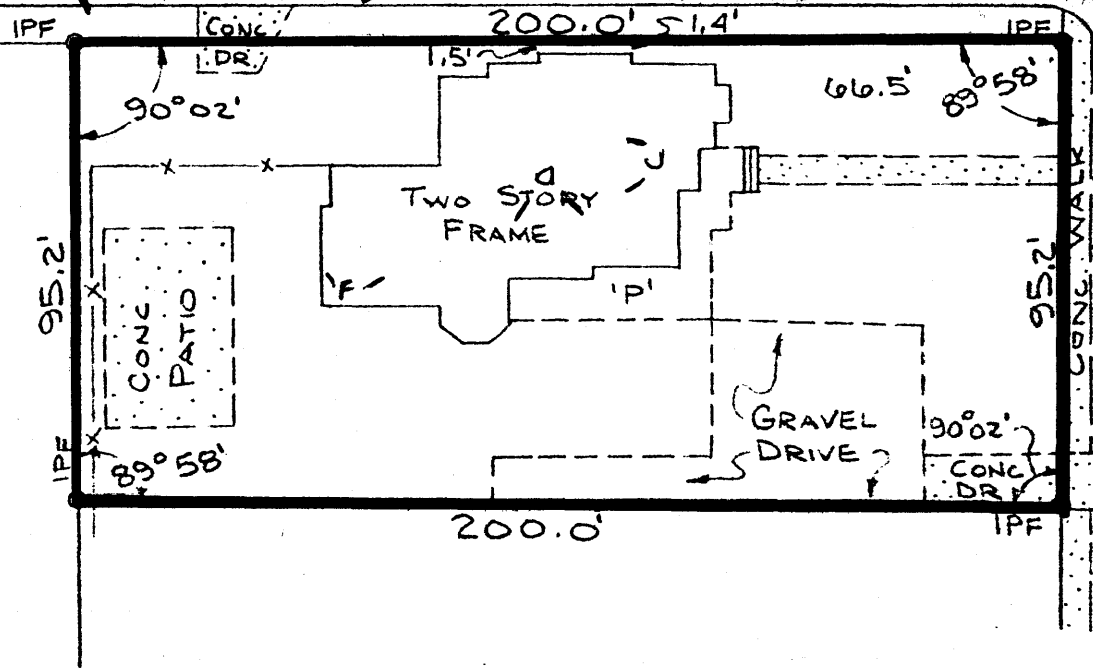 IPF
CONC
DR.
200.0'
1.4'
IPF
1.5'
66.5'
90°02'
89°58'
'C'
TWO STORY
FRAME
'F'
'P'
95.2'
CONC
PATIO
95.2'
CONC WALK
GRAVEL
DRIVE
90°02'
CONC
DR
IPF
89°58'
200.0'
IPF